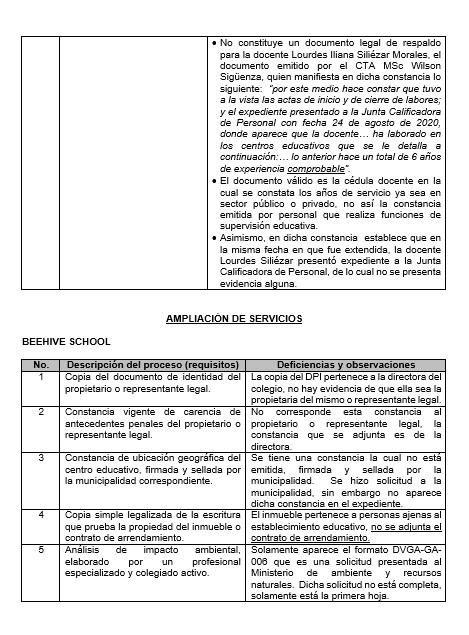 • No constituye un documento legal de respaldo
para la docente Lourdes Iliana Siliézar Morales, el
documento emitido por el CTA MSc Wilson
Sigüenza, quien manifiesta en dicha constancia lo
siguiente: "por este medio hace constar que tuvo
a la vista las actas de inicio y de cierre de labores;
y el expediente presentado a la Junta Calificadora
de Personal con fecha 24 de agosto de 2020,
donde aparece que la docente… ha laborado en
los centros educativos que se le detalla a
continuación:… lo anterior hace un total de 6 años
de experiencia comprobable".
• El documento válido es la cédula docente en la
cual se constata los años de servicio ya sea en
sector público o privado, no así la constancia
emitida por personal que realiza funciones de
supervisión educativa.
• Asimismo, en dicha constancia establece que en
la misma fecha en que fue extendida, la docente
Lourdes Siliézar presentó expediente a la Junta
Calificadora de Personal, de lo cual no se presenta
evidencia alguna.
AMPLIACIÓN DE SERVICIOS
BEEHIVE SCHOOL
No. Descripción del proceso (requisitos) Deficiencias y observaciones
1
Copia del documento de identidad del
propietario o representante legal.
La copia del DPI pertenece a la directora del
colegio, no hay evidencia de que ella sea la
propietaria del mismo o representante legal.
2
Constancia vigente de carencia de
antecedentes penales del propietario o
representante legal.
No corresponde esta constancia al
propietario o representante legal, la
constancia que se adjunta es de la
directora.
3
Constancia de ubicación geográfica del
centro educativo, firmada y sellada por
la municipalidad correspondiente.
Se tiene una constancia la cual no está
emitida, firmada y sellada por la
municipalidad. Se hizo solicitud a la
municipalidad, sin embargo no aparece
dicha constancia en el expediente.
4
Copia simple legalizada de la escritura
que prueba la propiedad del inmueble o
contrato de arrendamiento.
El inmueble pertenece a personas ajenas al
establecimiento educativo, no se adjunta el
contrato de arrendamiento.
5
Análisis de impacto ambiental,
elaborado por un profesional
especializado y colegiado activo.
Solamente aparece el formato DVGA-GA-
006 que es una solicitud presentada al
Ministerio de ambiente y recursos
naturales. Dicha solicitud no está completa,
solamente está la primera hoja.